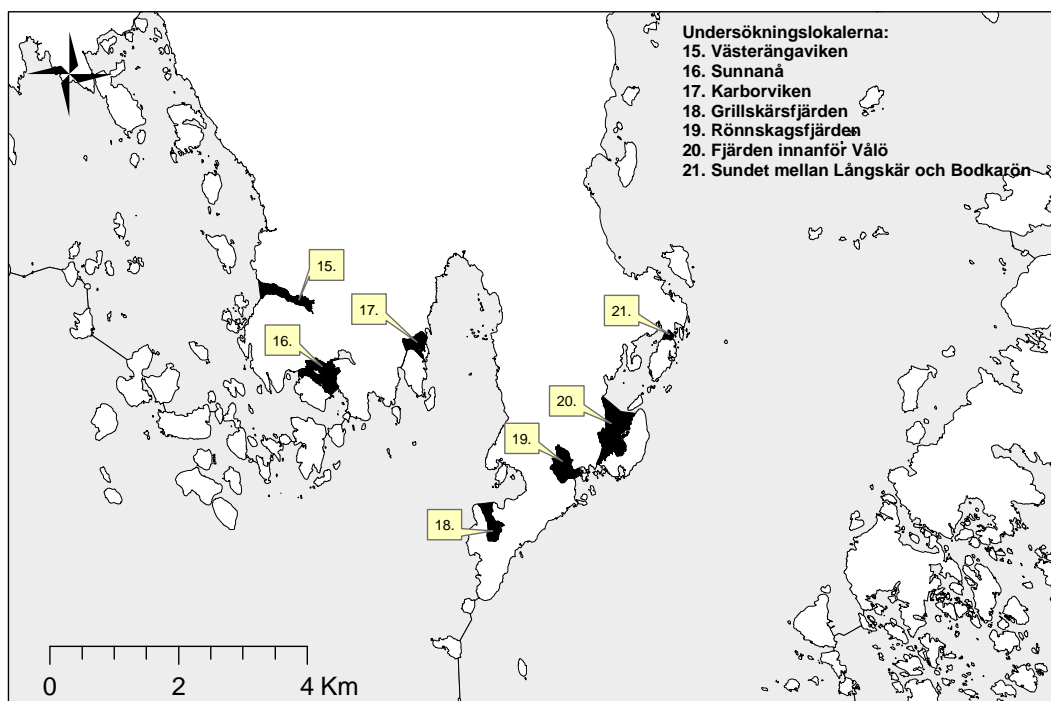 Undersökningslokalerna:
15. Västerängaviken
16. Sunnanå
17. Karborviken
18. Grillskärsfjärden
19. Rönnskagsfjärden
20. Fjärden innanför Vålö
21. Sundet mellan Långskär och Bodkarön
15.
17.
21.
16.
20.
19.
18.
0 2 4 Km